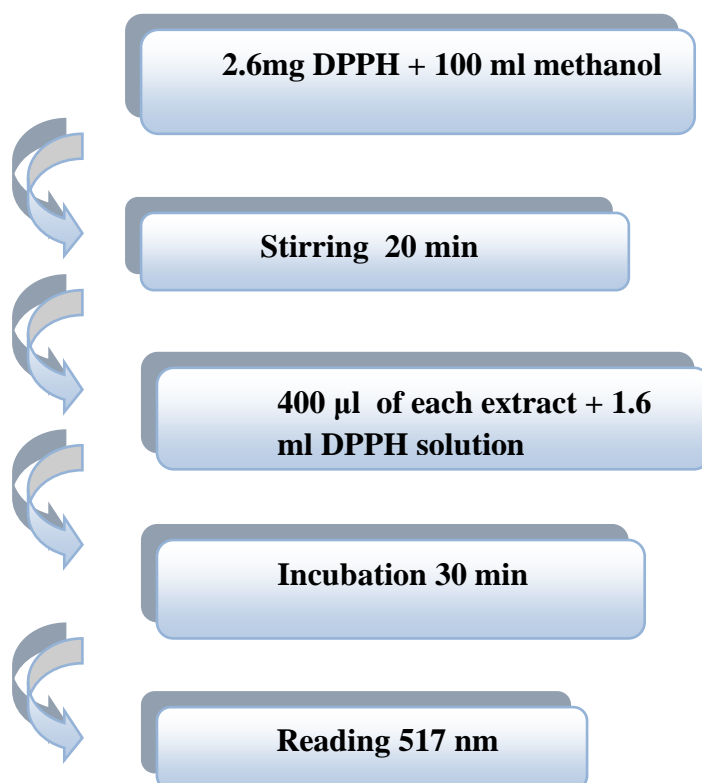 2.6mg DPPH + 100 ml methanol
Stirring 20 min
400 µl of each extract + 1.6
ml DPPH solution
Incubation 30 min
Reading 517 nm